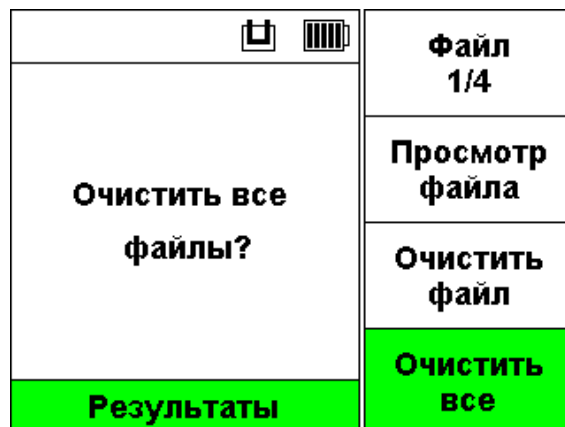 Очистить все
файлы?
Результаты
Файл
1/4
Просмотр
файла
Очистить
файл
Очистить
все